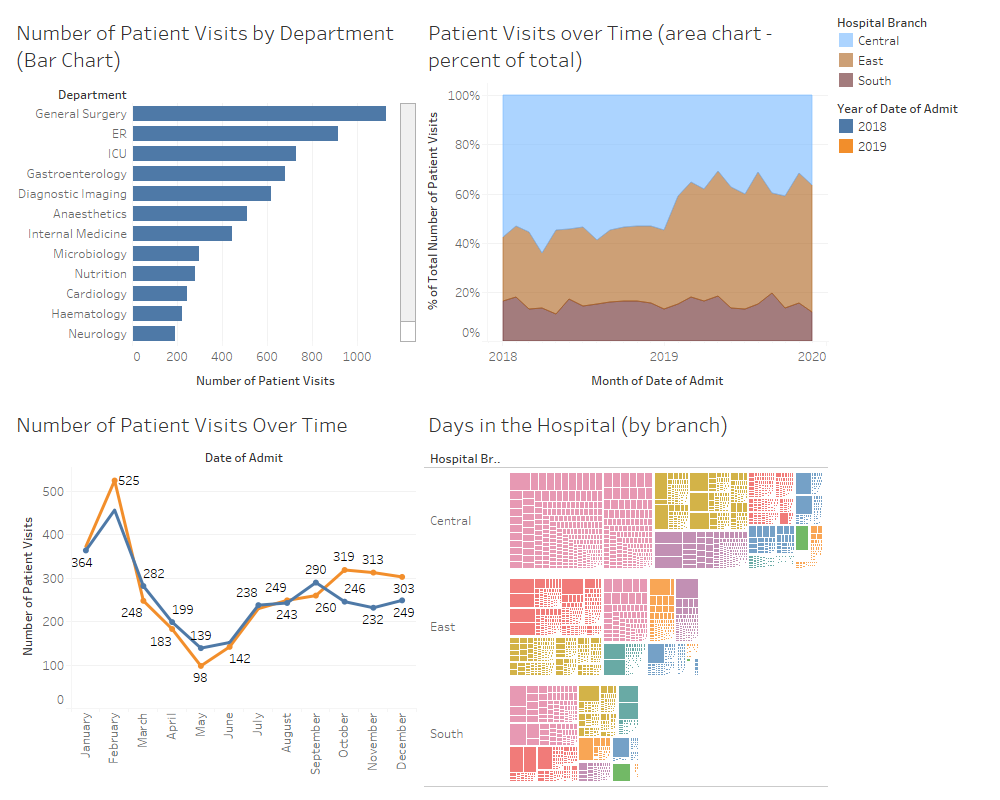 Number of Patient Visits by Department
(Bar Chart)
Department
General Surgery
ER
ICU
Gastroenterology
Diagnostic Imaging
Anaesthetics
Internal Medicine
Microbiology
Nutrition
Cardiology
Haematology
Neurology
0 200 400 600 800 1000
Number of Patient Visits
Patient Visits over Time (area chart -
percent of total)
% of Total Number of Patient Visits
100%
80%
60%
40%
20%
0%
2018 2019 2020
Month of Date of Admit
Hospital Branch
Central
East
South
Year of Date of Admit
2018
2019
Number of Patient Visits Over Time
Date of Admit
Number of Patient Visits
500
400
300
200
100
0
525
364
282
248
199
183
139
98
142
238
249
243
290
260
319
246
313
232
303
249
January
February
March
April
May
June
July
August
September
October
November
December
Days in the Hospital (by branch)
Hospital Br..
Central
East
South